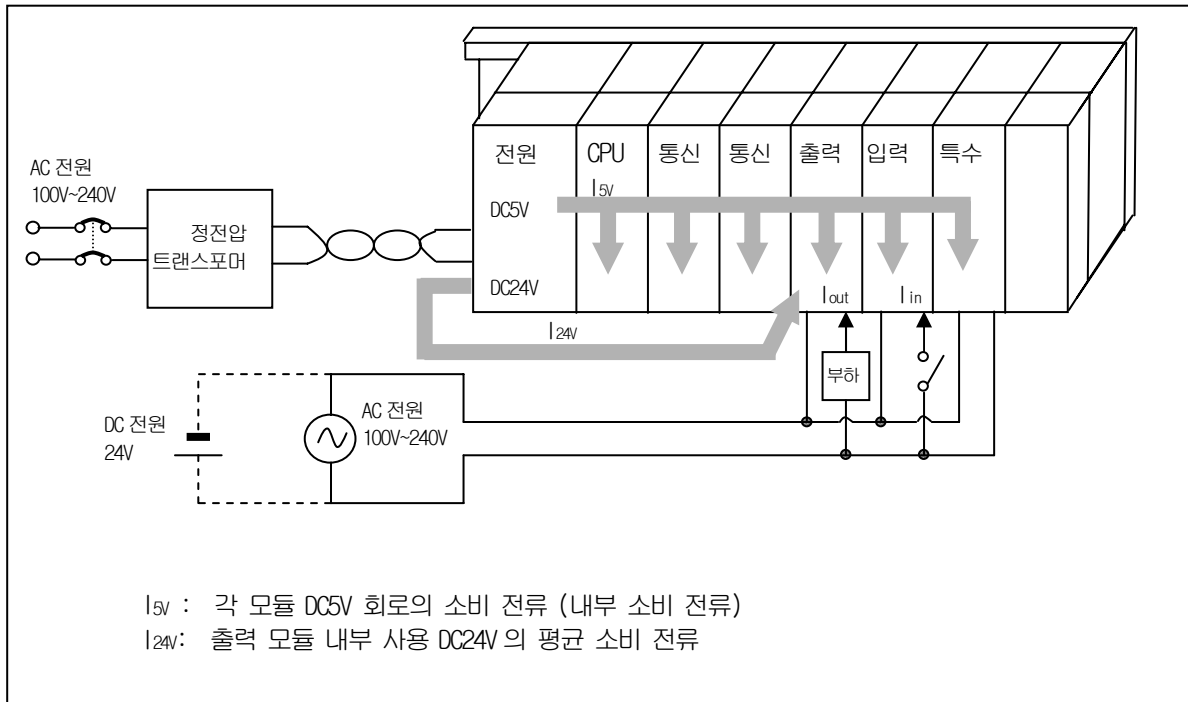 전원
CPU
통신
통신
출력
입력
특수
I5V
DC5V
DC24V
I24V
Iout
Iin
AC 전원
100V~240V
정전압
트랜스포머
부하
DC 전원
24V
AC 전원
100V~240V
I5V : 각 모듈 DC5V 회로의 소비 전류 (내부 소비 전류)
I24V: 출력 모듈 내부 사용 DC24V 의 평균 소비 전류